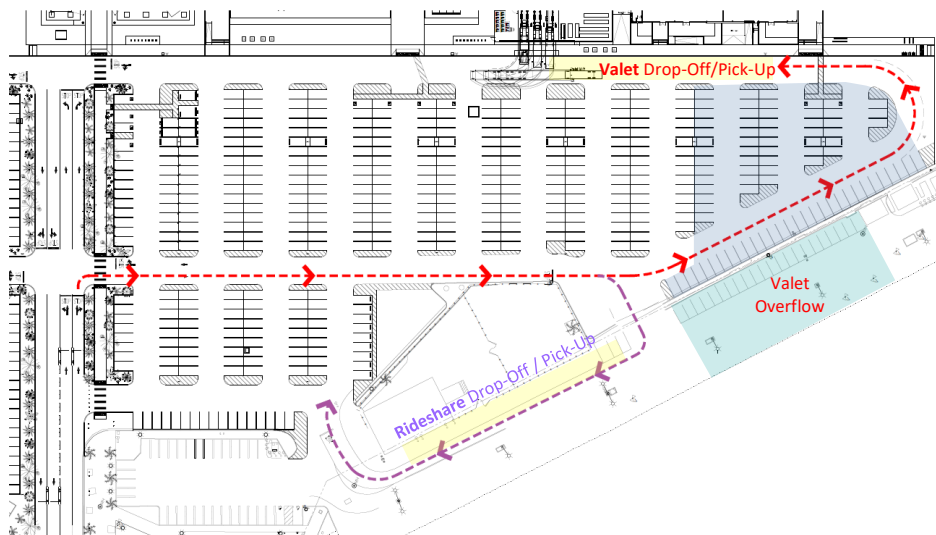 Valet Drop-Off/Pick-Up
Valet
Overflow
Rideshare Drop-Off / Pick-Up